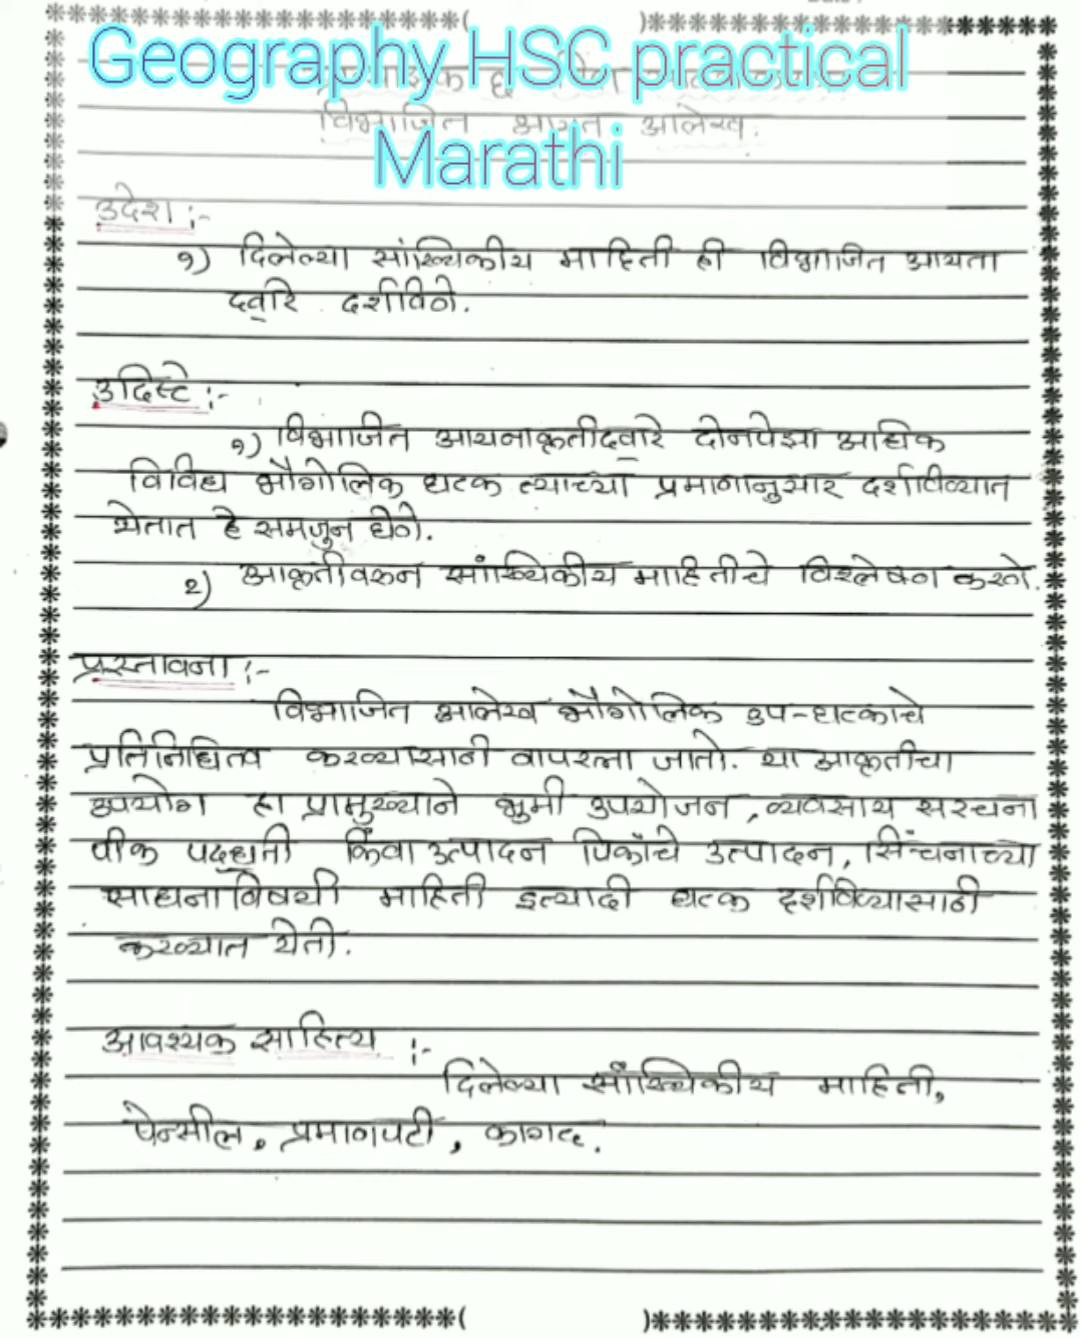 Geography HSC practical
विभाजित आयत आलेख.
Marathi
उदेश :-
१) दिलेल्या सांख्यिकीय माहिती ही विभाजित आयता
द्वारे दर्शविणे.
उदिष्टे :-
१) विभाजित आयताकृतीद्वारे दोनपेक्षा अधिक
विविध भौगोलिक घटक त्याच्या प्रमाणानुसार दर्शविल्यात
येतात हे समजुन घेणे.
२) आकृतीवरून सांख्यिकीय माहितीचे विश्लेषण करणे.
प्रस्तावना :-
विभाजित आलेख भौगोलिक उप-घटकाचे
प्रतिनिधित्व करण्यासाठी वापरला जातो. या आकृतीचा
उपयोग हा प्रामुख्याने भुमी उपयोजन, व्यवसाय सरचना
पीक पद्धती किंवा उत्पादन पिकाँचे उत्पादन, सिंचनाच्या
साधनाविषयी माहिती इत्यादी घटक दर्शविण्यासाठी
करण्यात येती.
आवश्यक साहित्य :-
दिलेल्या सांख्यिकीय माहिती,
पेन्सील, प्रमाणपटी, कागद.